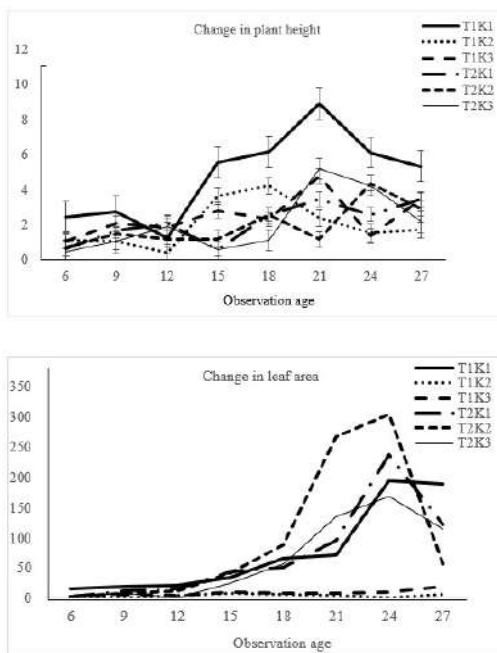 Change in plant height
T1K1
T1K2
T1K3
T2K1
T2K2
T2K3
12
10
8
6
4
2
0
6 9 12 15 18 21 24 27
Observation age
Change in leaf area
T1K1
T1K2
T1K3
T2K1
T2K2
T2K3
350
300
250
200
150
100
50
0
6 9 12 15 18 21 24 27
Observation age